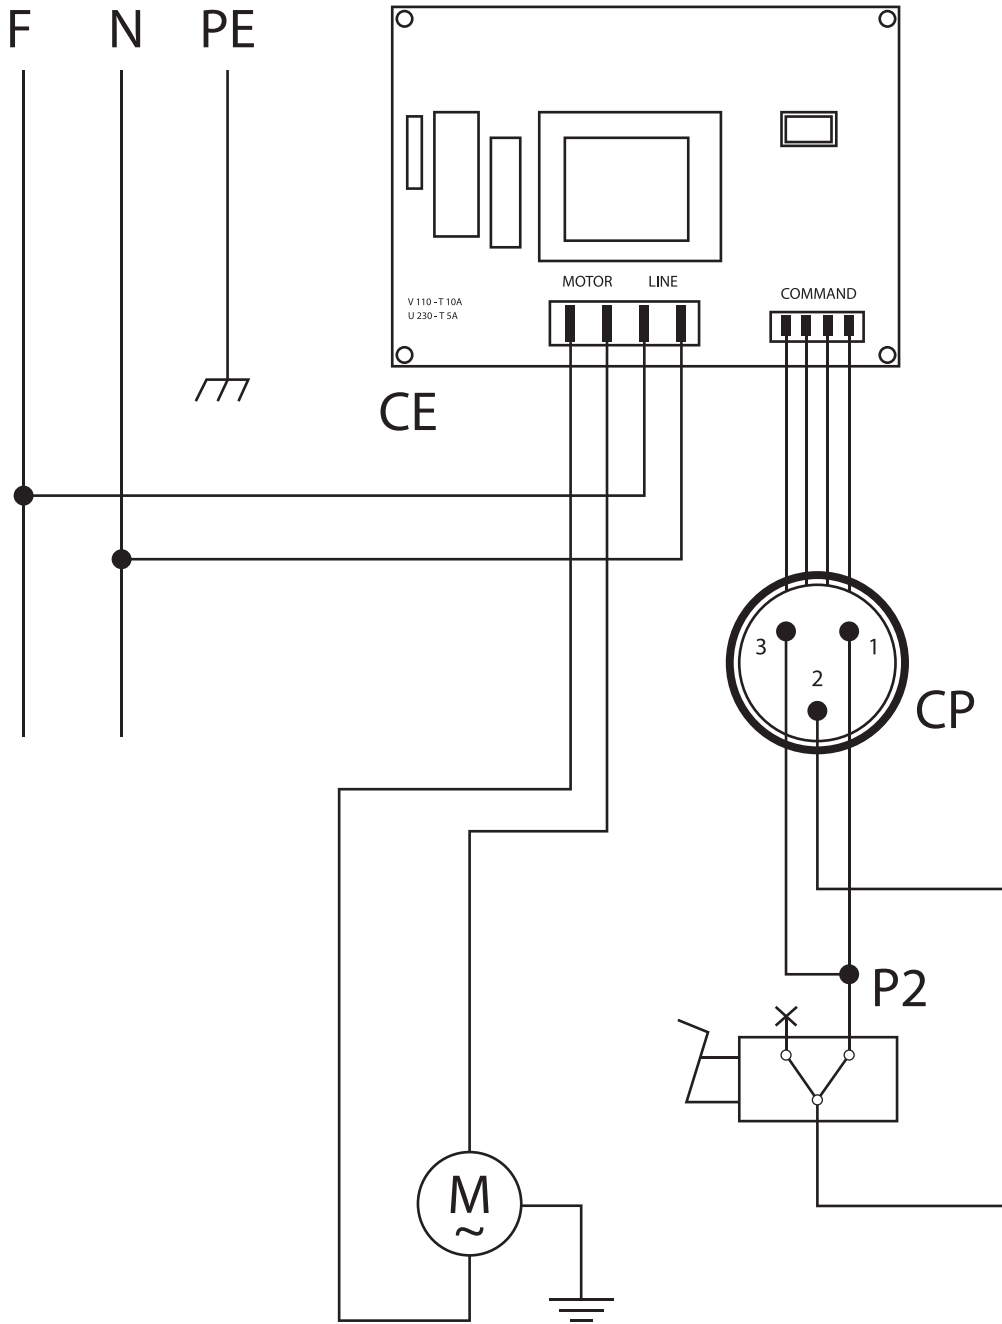 F N PE
MOTOR LINE
COMMAND
V 110 - T 10A
U 230 - T 5A
CE
3 1
2
CP
P2
M
~